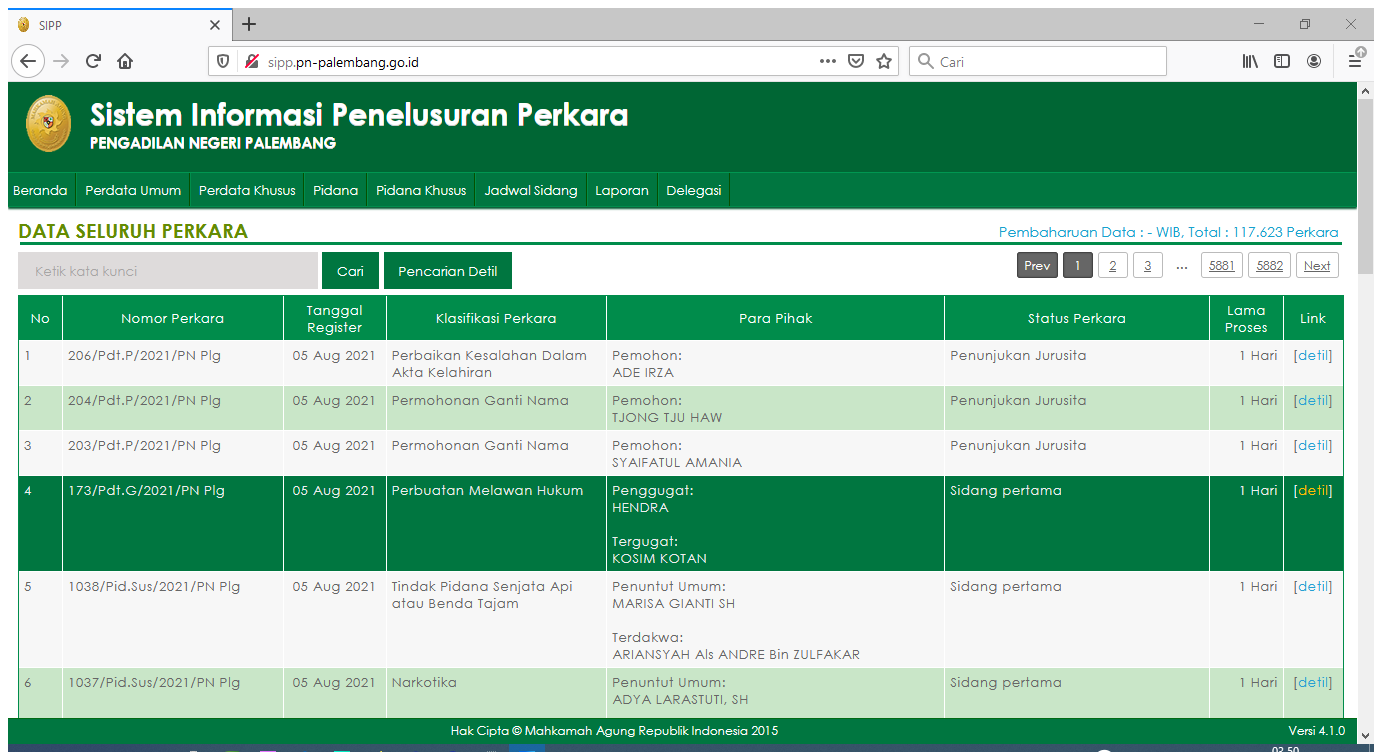 SIPP
sipp.pn-palembang.go.id
Cari
Sistem Informasi Penelusuran Perkara
PENGADILAN NEGERI PALEMBANG
Beranda Perdata Umum Perdata Khusus Pidana Pidana Khusus Jadwal Sidang Laporan Delegasi
DATA SELURUH PERKARA
Pembaharuan Data : - WIB, Total : 117.623 Perkara
Ketik kata kunci Cari Pencarian Detil
Prev 1 2 3 ... 5881 5882 Next
No Nomor Perkara Tanggal Register Klasifikasi Perkara Para Pihak Status Perkara Lama Proses Link
1 206/Pdt.P/2021/PN Plg 05 Aug 2021 Perbaikan Kesalahan Dalam Pemohon: Penunjukan Jurusita 1 Hari [detil]
Akta Kelahiran ADE IRZA
2 204/Pdt.P/2021/PN Plg 05 Aug 2021 Permohonan Ganti Nama Pemohon: Penunjukan Jurusita 1 Hari [detil]
TJONG TJU HAW
3 203/Pdt.P/2021/PN Plg 05 Aug 2021 Permohonan Ganti Nama Pemohon: Penunjukan Jurusita 1 Hari [detil]
SYAIFATUL AMANIA
4 173/Pdt.G/2021/PN Plg 05 Aug 2021 Perbuatan Melawan Hukum Penggugat: Sidang pertama 1 Hari [detil]
HENDRA
Tergugat:
KOSIM KOTAN
5 1038/Pid.Sus/2021/PN Plg 05 Aug 2021 Tindak Pidana Senjata Api Penuntut Umum: Sidang pertama 1 Hari [detil]
atau Benda Tajam MARISA GIANTI SH
Terdakwa:
ARIANSYAH Als ANDRE Bin ZULFAKAR
6 1037/Pid.Sus/2021/PN Plg 05 Aug 2021 Narkotika Penuntut Umum: Sidang pertama 1 Hari [detil]
ADYA LARASTUTI, SH
Hak Cipta © Mahkamah Agung Republik Indonesia 2015
Versi 4.1.0